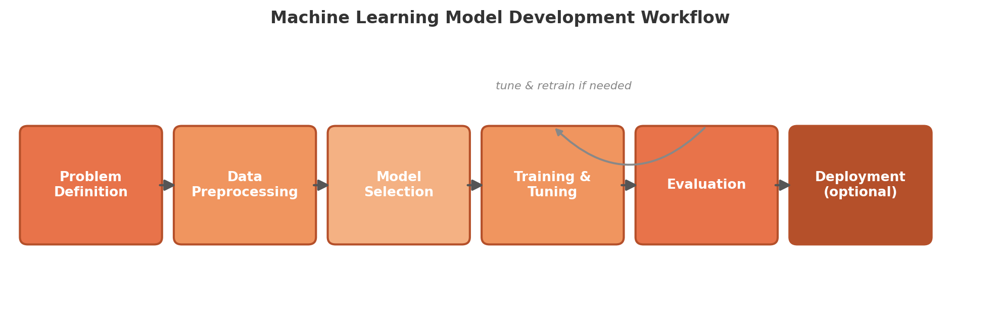 Machine Learning Model Development Workflow
tune & retrain if needed
Problem
Definition
Data
Preprocessing
Model
Selection
Training &
Tuning
Evaluation
Deployment
(optional)